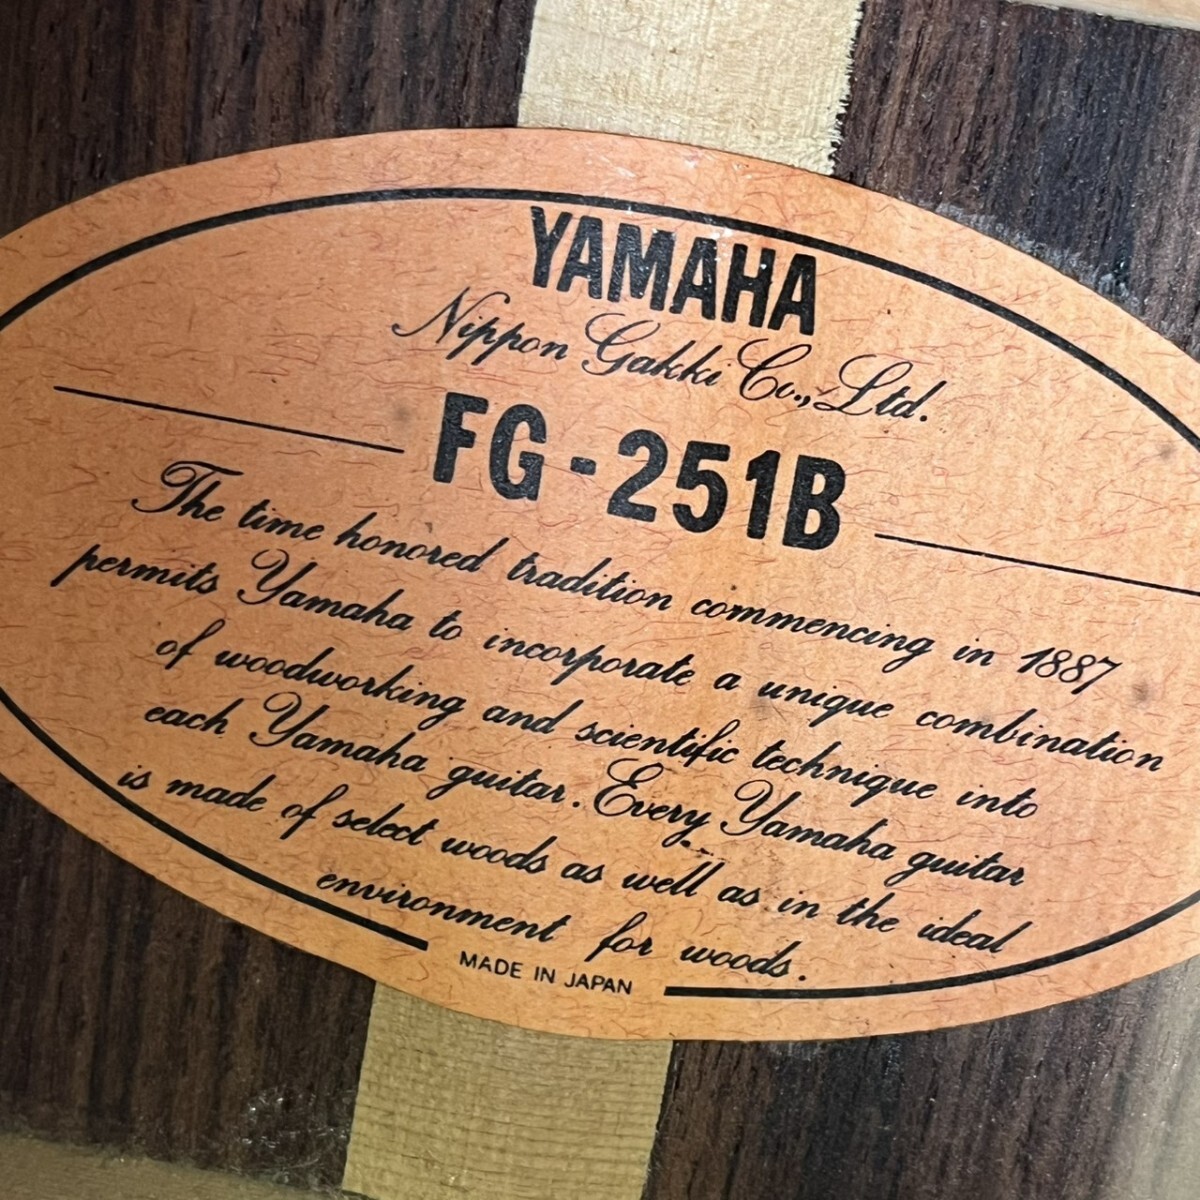 YAMAHA
Nippon Gakki Co., Ltd.
FG-251B
The time honored tradition commencing in 1887
permits Yamaha to incorporate a unique combination
of woodworking and scientific technique into
each Yamaha guitar. Every Yamaha guitar
is made of select woods as well as in the ideal
environment for woods.
MADE IN JAPAN